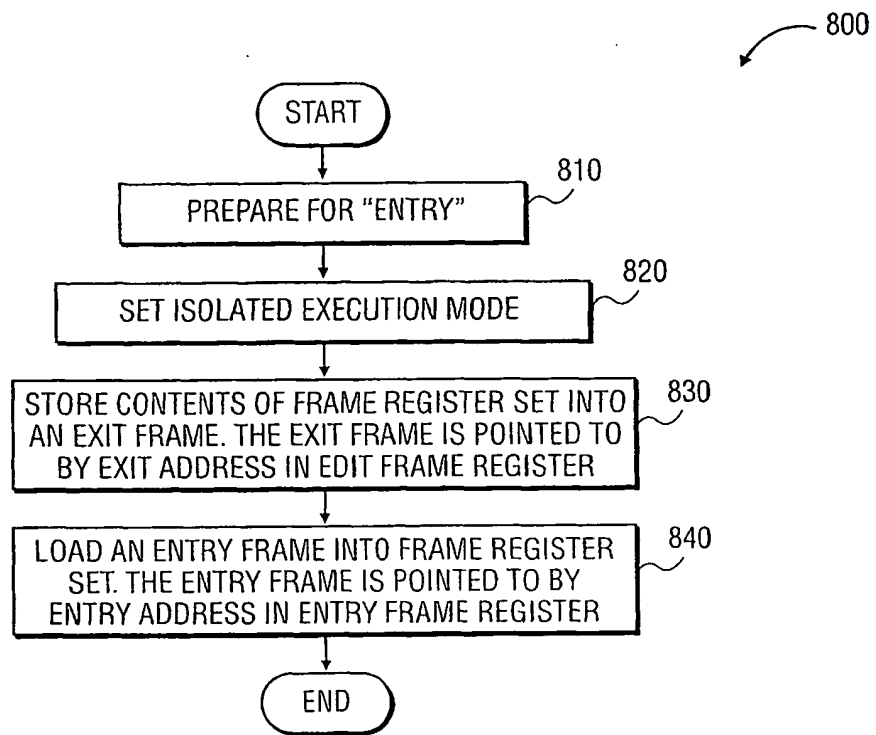 800
START
810
PREPARE FOR “ENTRY”
820
SET ISOLATED EXECUTION MODE
830
STORE CONTENTS OF FRAME REGISTER SET INTO
AN EXIT FRAME. THE EXIT FRAME IS POINTED TO
BY EXIT ADDRESS IN EDIT FRAME REGISTER
840
LOAD AN ENTRY FRAME INTO FRAME REGISTER
SET. THE ENTRY FRAME IS POINTED TO BY
ENTRY ADDRESS IN ENTRY FRAME REGISTER
END